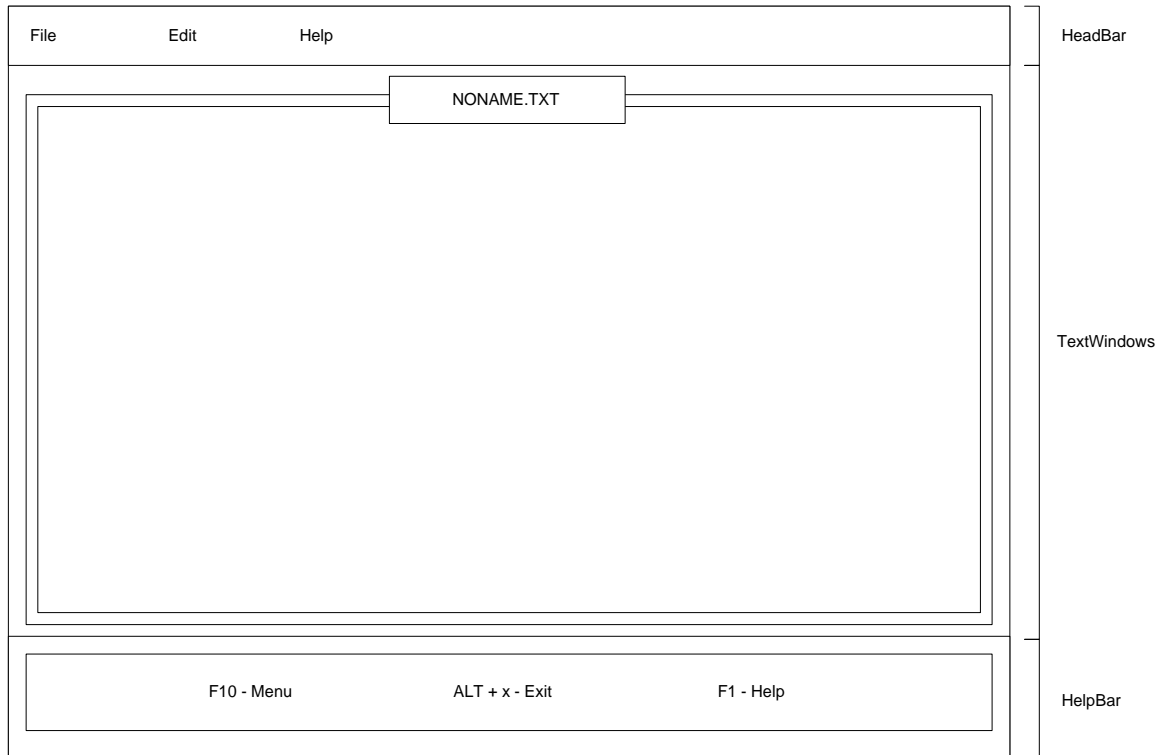 File Edit Help HeadBar
NONAME.TXT
TextWindows
F10 - Menu ALT + x - Exit F1 - Help
HelpBar